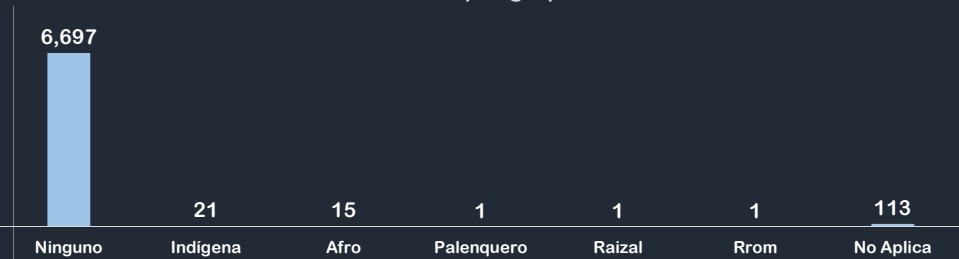 6,697
21
15
1
1
1
113
Ninguno
Indígena
Afro
Palenquero
Raizal
Rrom
No Aplica